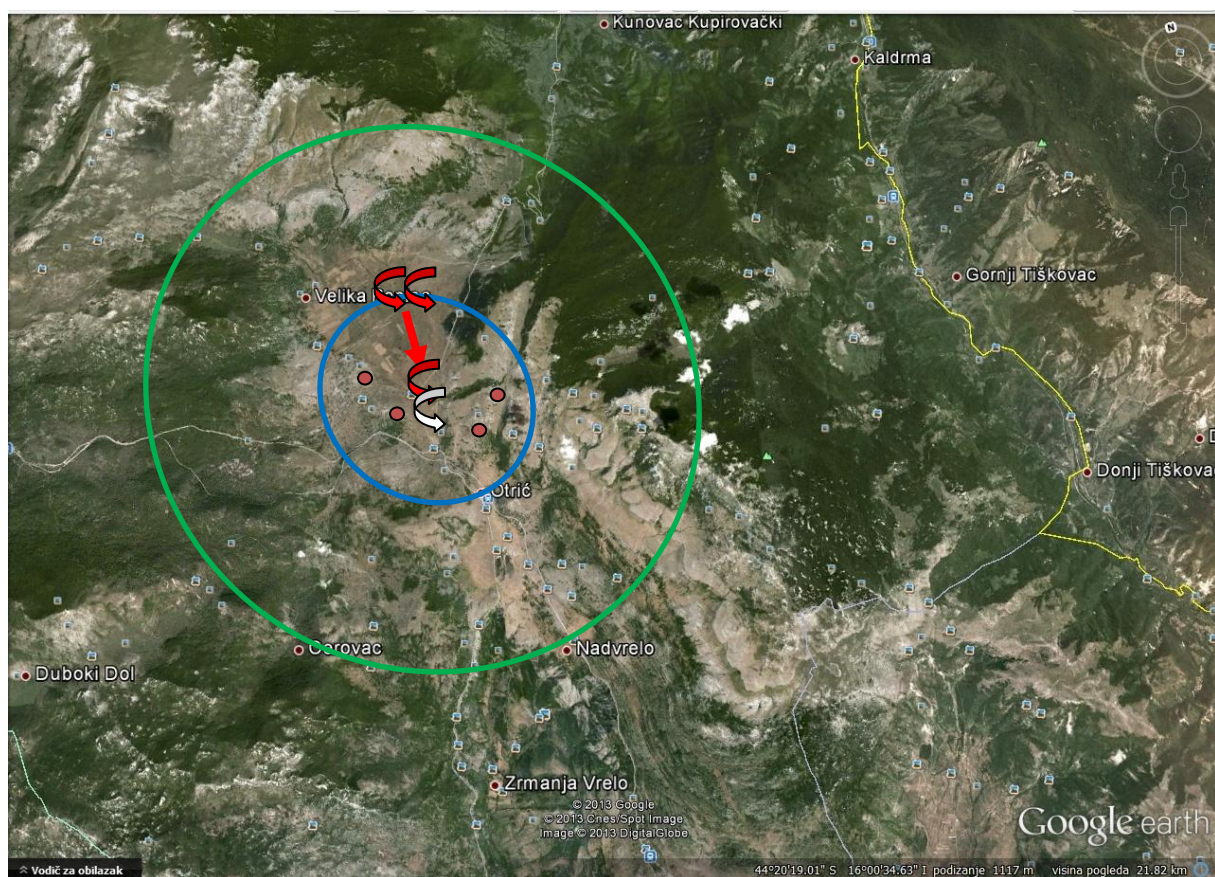 Kunovac Kupirovački
Kaldrma
Gornji Tiškovac
Velika
Donji Tiškovac
Otrić
Nadvrelo
Duboki Dol
Zrmanja Vrelo
© 2013 Google
© 2013 Cnes/Spot Image
Image © 2013 DigitalGlobe
Google earth
Vodič za obilazak
44°20'19.01" S 16°00'34.63" I podizanje 1117 m visina pogleda 21.82 km
N